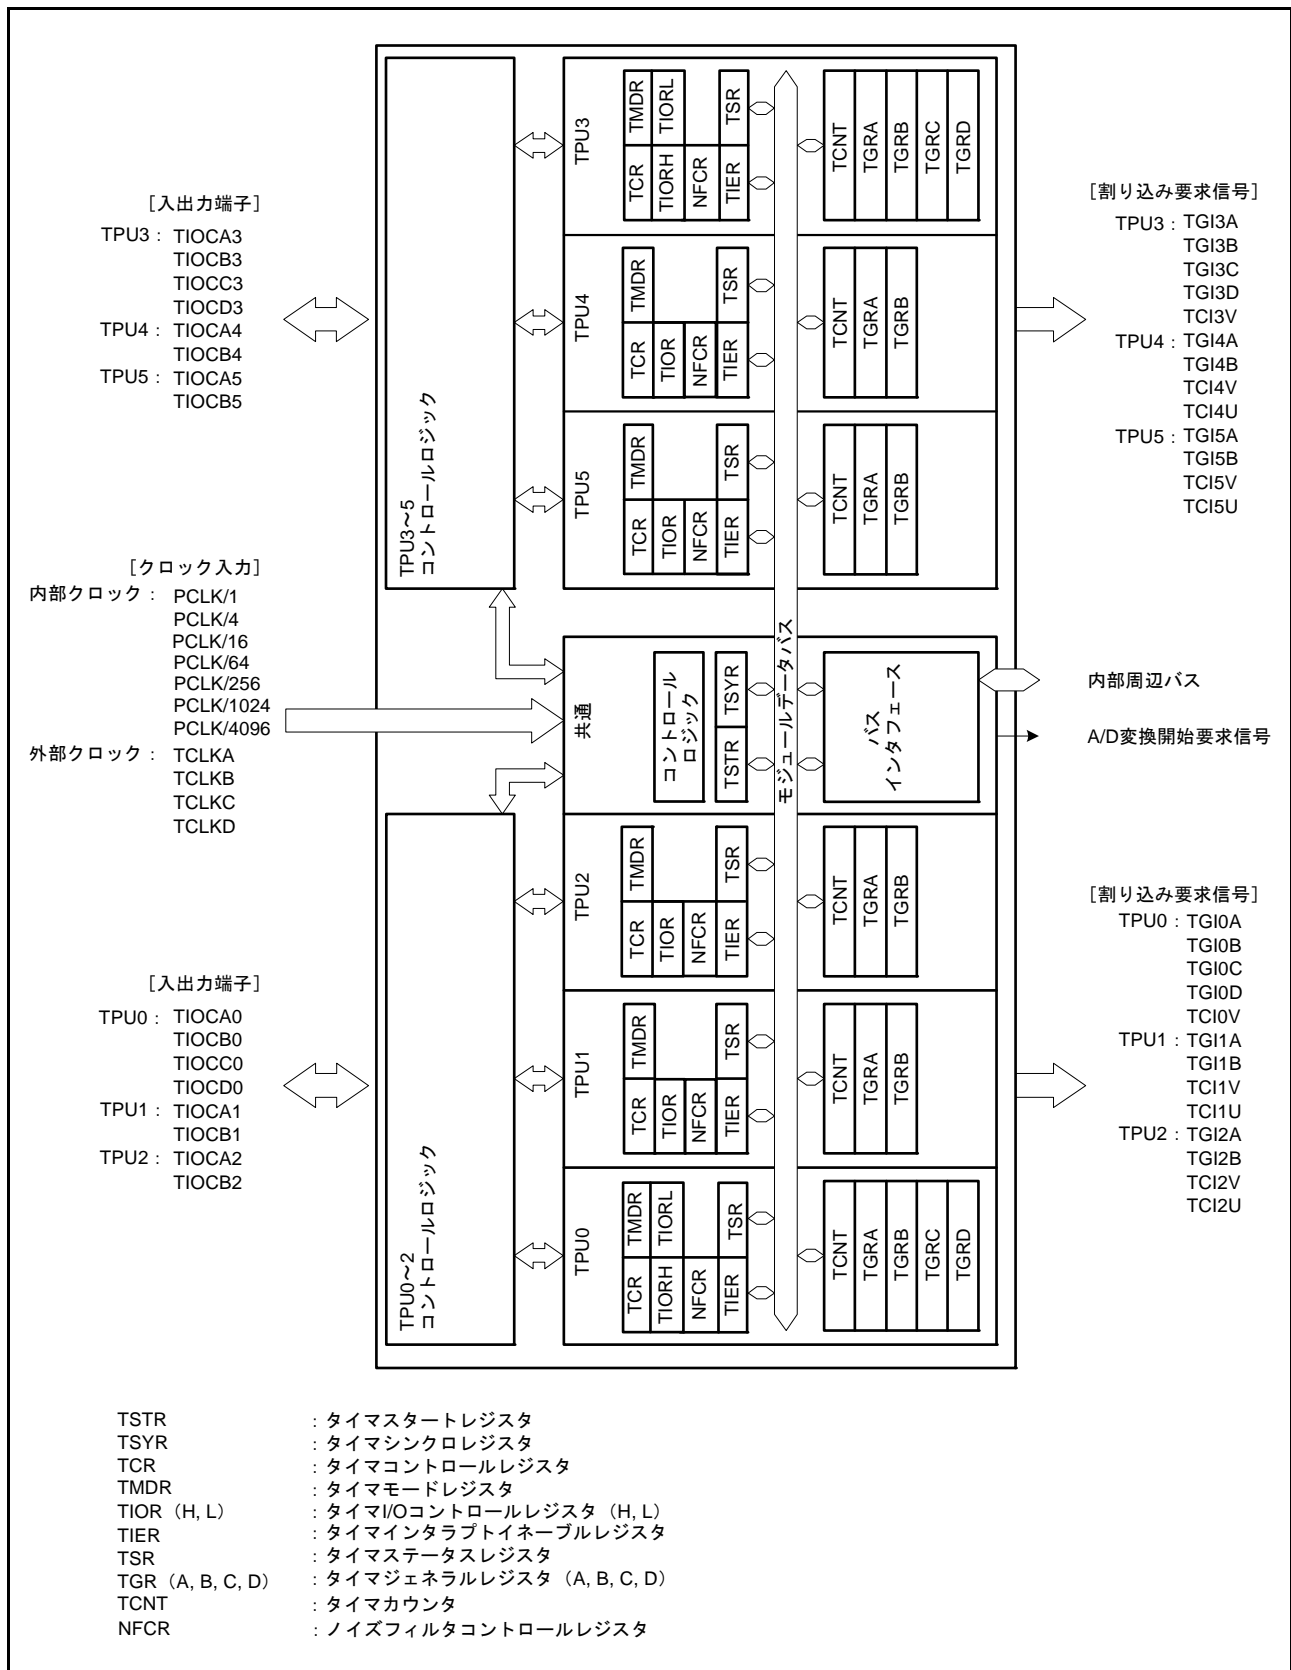 [入出力端子]
TPU3 : TIOCA3
TIOCB3
TIOCC3
TIOCD3
TPU4 : TIOCA4
TIOCB4
TPU5 : TIOCA5
TIOCB5
[クロック入力]
内部クロック : PCLK/1
PCLK/4
PCLK/16
PCLK/64
PCLK/256
PCLK/1024
PCLK/4096
外部クロック : TCLKA
TCLKB
TCLKC
TCLKD
[入出力端子]
TPU0 : TIOCA0
TIOCB0
TIOCC0
TIOCD0
TPU1 : TIOCA1
TIOCB1
TPU2 : TIOCA2
TIOCB2
TPU3～5
コントロールロジック
TPU0～2
コントロールロジック
TPU3
TCR
TMDR
TIORH
TIORL
NFCR
TIER
TSR
TCNT
TGRA
TGRB
TGRC
TGRD
TPU4
TCR
TMDR
TIOR
NFCR
TIER
TSR
TCNT
TGRA
TGRB
TPU5
TCR
TMDR
TIOR
NFCR
TIER
TSR
TCNT
TGRA
TGRB
共通
コントロール
ロジック
TSTR
TSYR
モジュールデータバス
バス
インタフェース
TPU2
TCR
TMDR
TIOR
NFCR
TIER
TSR
TCNT
TGRA
TGRB
TPU1
TCR
TMDR
TIOR
NFCR
TIER
TSR
TCNT
TGRA
TGRB
TPU0
TCR
TMDR
TIORH
TIORL
NFCR
TIER
TSR
TCNT
TGRA
TGRB
TGRC
TGRD
[割り込み要求信号]
TPU3 : TGI3A
TGI3B
TGI3C
TGI3D
TCI3V
TPU4 : TGI4A
TGI4B
TCI4V
TCI4U
TPU5 : TGI5A
TGI5B
TCI5V
TCI5U
内部周辺バス
A/D変換開始要求信号
[割り込み要求信号]
TPU0 : TGI0A
TGI0B
TGI0C
TGI0D
TCI0V
TPU1 : TGI1A
TGI1B
TCI1V
TCI1U
TPU2 : TGI2A
TGI2B
TCI2V
TCI2U
TSTR : タイマスタートレジスタ
TSYR : タイマシンクロレジスタ
TCR : タイマコントロールレジスタ
TMDR : タイマモードレジスタ
TIOR (H, L) : タイマI/Oコントロールレジスタ (H, L)
TIER : タイマインタラプトイネーブルレジスタ
TSR : タイマステータスレジスタ
TGR (A, B, C, D) : タイマジェネラルレジスタ (A, B, C, D)
TCNT : タイマカウンタ
NFCR : ノイズフィルタコントロールレジスタ